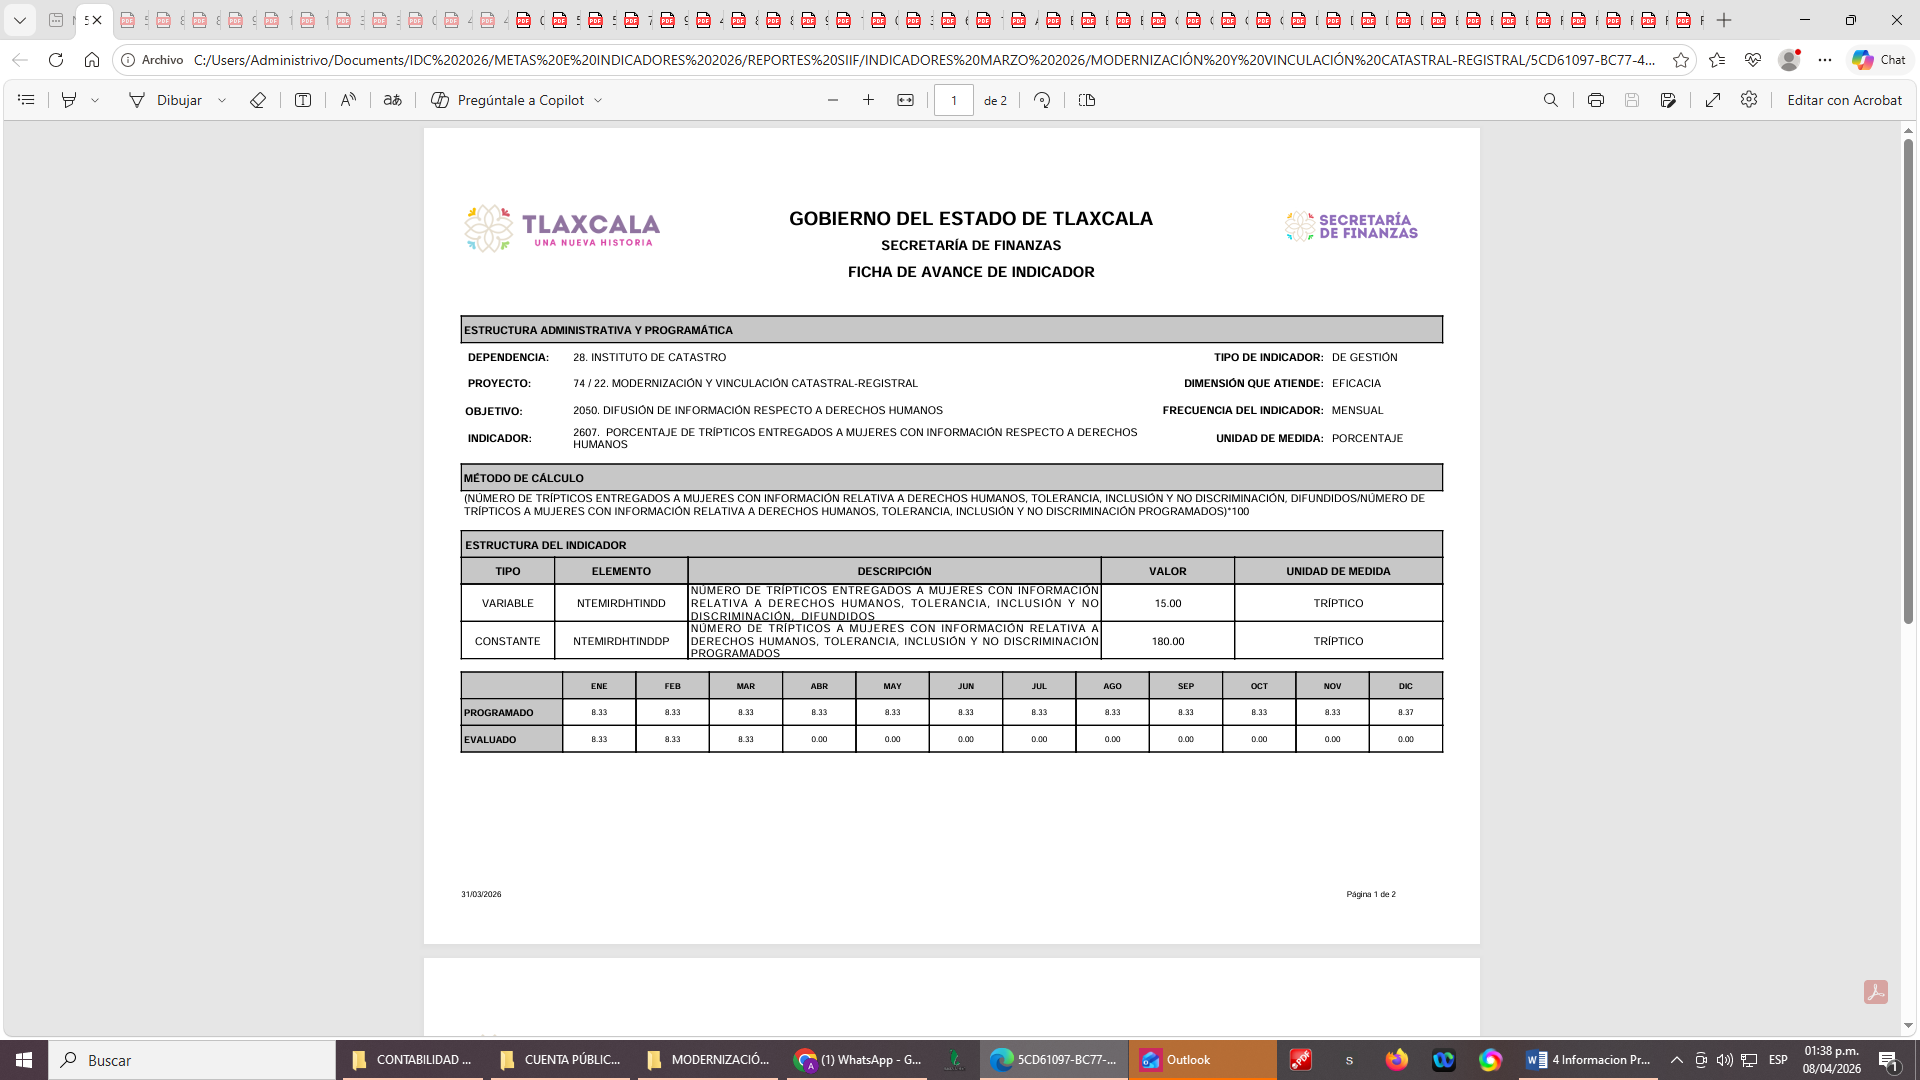 Archivo
C:/Users/Administrivo/Documents/IDC%202026/METAS%20E%20INDICADORES%202026/REPORTES%20SIIF/INDICADORES%20MARZO%202026/MODERNIZACIÓN%20Y%20VINCULACIÓN%20CATASTRAL-REGISTRAL/5CD61097-BC77-4...
Chat
Dibujar
Pregúntale a Copilot
1 de 2
Editar con Acrobat
TLAXCALA
UNA NUEVA HISTORIA
GOBIERNO DEL ESTADO DE TLAXCALA
SECRETARÍA DE FINANZAS
FICHA DE AVANCE DE INDICADOR
SECRETARÍA
DE FINANZAS
ESTRUCTURA ADMINISTRATIVA Y PROGRAMÁTICA
DEPENDENCIA: 28. INSTITUTO DE CATASTRO TIPO DE INDICADOR: DE GESTIÓN
PROYECTO: 74 / 22. MODERNIZACIÓN Y VINCULACIÓN CATASTRAL-REGISTRAL DIMENSIÓN QUE ATIENDE: EFICACIA
OBJETIVO: 2050. DIFUSIÓN DE INFORMACIÓN RESPECTO A DERECHOS HUMANOS FRECUENCIA DEL INDICADOR: MENSUAL
INDICADOR: 2607. PORCENTAJE DE TRÍPTICOS ENTREGADOS A MUJERES CON INFORMACIÓN RESPECTO A DERECHOS
HUMANOS
UNIDAD DE MEDIDA: PORCENTAJE
MÉTODO DE CÁLCULO
(NÚMERO DE TRÍPTICOS ENTREGADOS A MUJERES CON INFORMACIÓN RELATIVA A DERECHOS HUMANOS, TOLERANCIA, INCLUSIÓN Y NO DISCRIMINACIÓN, DIFUNDIDOS/NÚMERO DE
TRÍPTICOS A MUJERES CON INFORMACIÓN RELATIVA A DERECHOS HUMANOS, TOLERANCIA, INCLUSIÓN Y NO DISCRIMINACIÓN PROGRAMADOS)*100
ESTRUCTURA DEL INDICADOR
TIPO ELEMENTO DESCRIPCIÓN VALOR UNIDAD DE MEDIDA
VARIABLE NTEMIRDHTINDD
NÚMERO DE TRÍPTICOS ENTREGADOS A MUJERES CON INFORMACIÓN
RELATIVA A DERECHOS HUMANOS, TOLERANCIA, INCLUSIÓN Y NO
DISCRIMINACIÓN, DIFUNDIDOS
15.00 TRÍPTICO
CONSTANTE NTEMIRDHTINDDP
NÚMERO DE TRÍPTICOS A MUJERES CON INFORMACIÓN RELATIVA A
DERECHOS HUMANOS, TOLERANCIA, INCLUSIÓN Y NO DISCRIMINACIÓN
PROGRAMADOS
180.00 TRÍPTICO
ENE FEB MAR ABR MAY JUN JUL AGO SEP OCT NOV DIC
PROGRAMADO 8.33 8.33 8.33 8.33 8.33 8.33 8.33 8.33 8.33 8.33 8.33 8.37
EVALUADO 8.33 8.33 8.33 0.00 0.00 0.00 0.00 0.00 0.00 0.00 0.00 0.00
31/03/2026 Página 1 de 2
Buscar
CONTABILIDAD ...
CUENTA PÚBLIC...
MODERNIZACIÓ...
(1) WhatsApp - G...
5CD61097-BC77-...
Outlook
4 Informacion Pr...
ESP
01:38 p.m.
08/04/2026